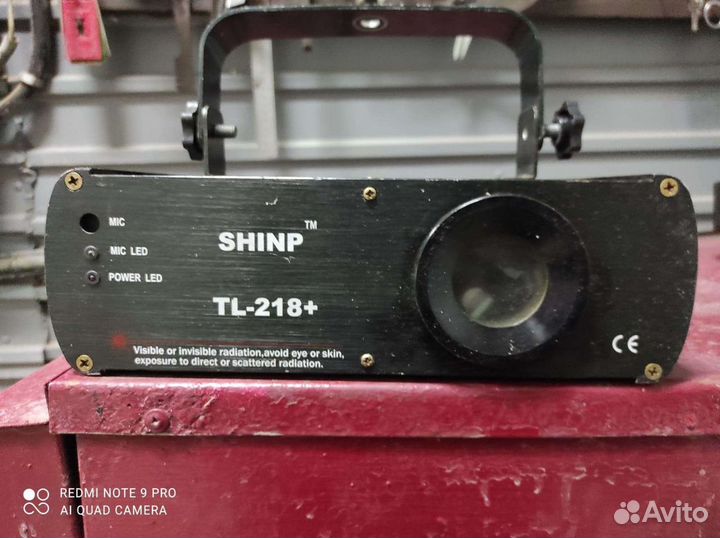 MIC
MIC LED
POWER LED
SHINP™
TL-218+
Visible or invisible radiation,avoid eye or skin,
exposure to direct or scattered radiation.
CE
REDMI NOTE 9 PRO
AI QUAD CAMERA
Avito